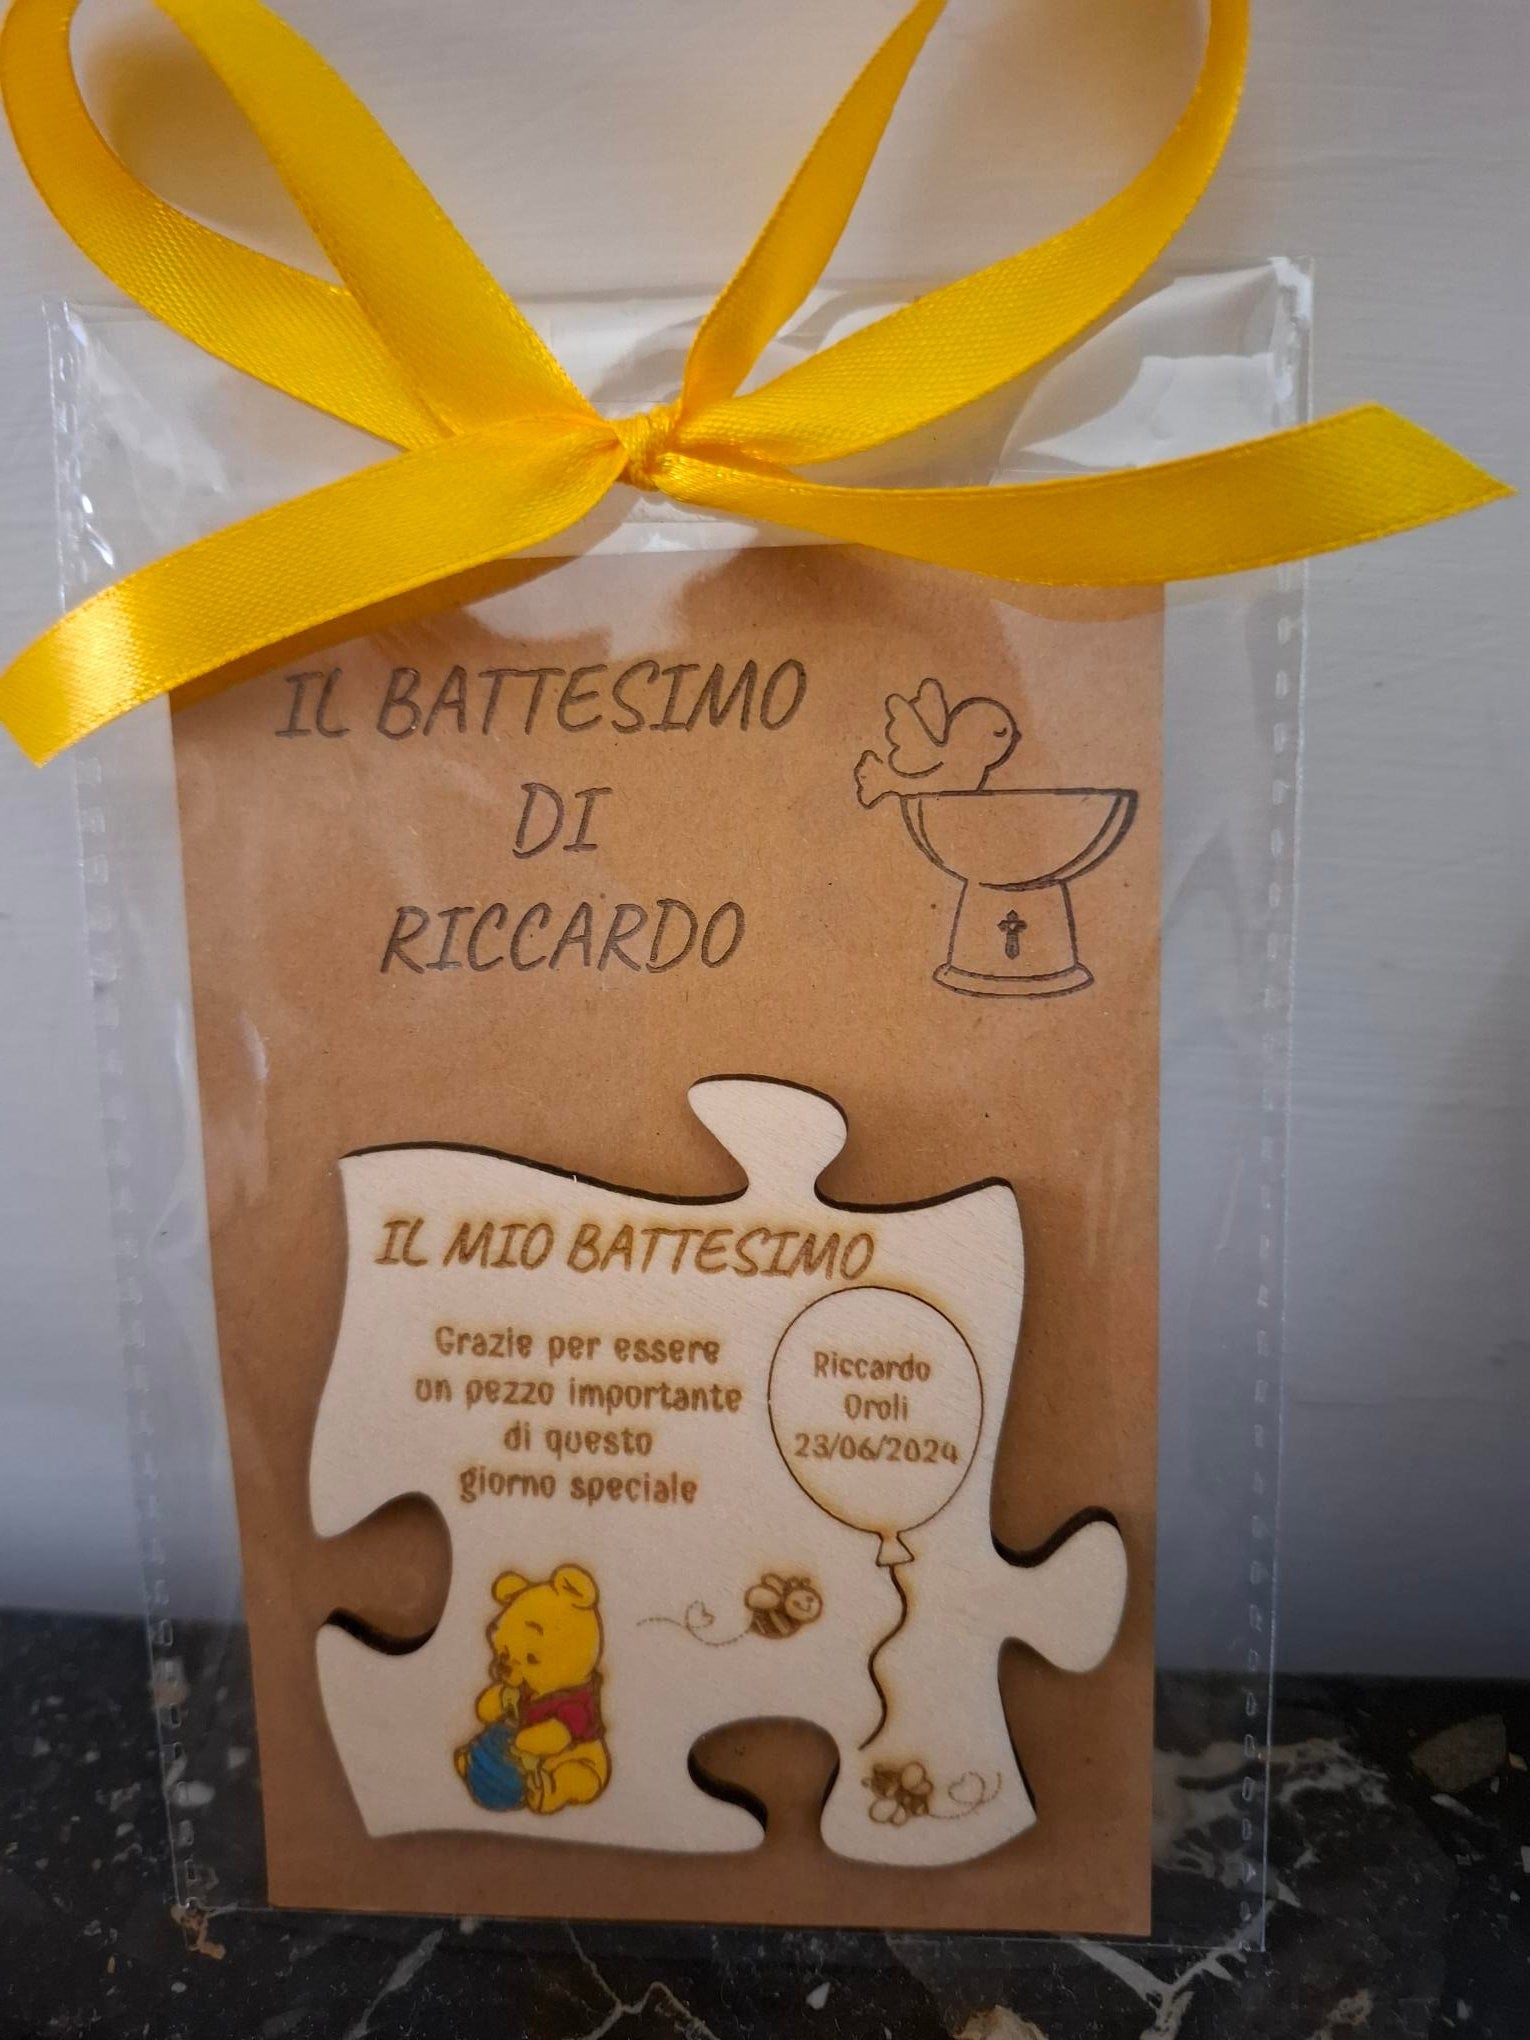 IL BATTESIMO
DI
RICCARDO
IL MIO BATTESIMO
Grazie per essere
un pezzo importante
di questo
giorno speciale
Riccardo
Oroli
23/06/2024